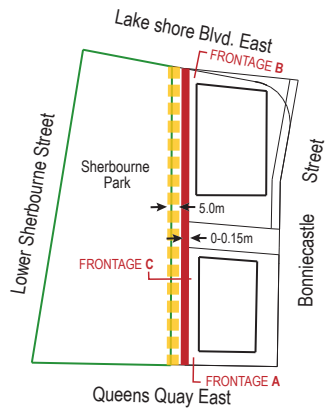 Lake shore Blvd. East
FRONTAGE B
Lower Sherbourne Street
Sherbourne
Park
Street
Bonniecastle
5.0m
0-0.15m
FRONTAGE C
FRONTAGE A
Queens Quay East